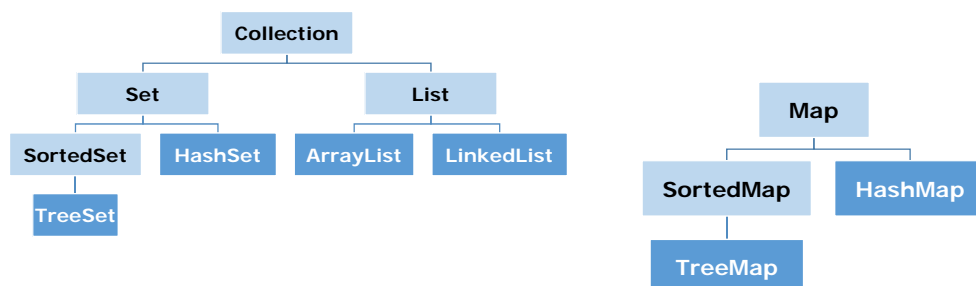 Collection
Set
List
SortedSet
HashSet
ArrayList
LinkedList
TreeSet
Map
SortedMap
HashMap
TreeMap